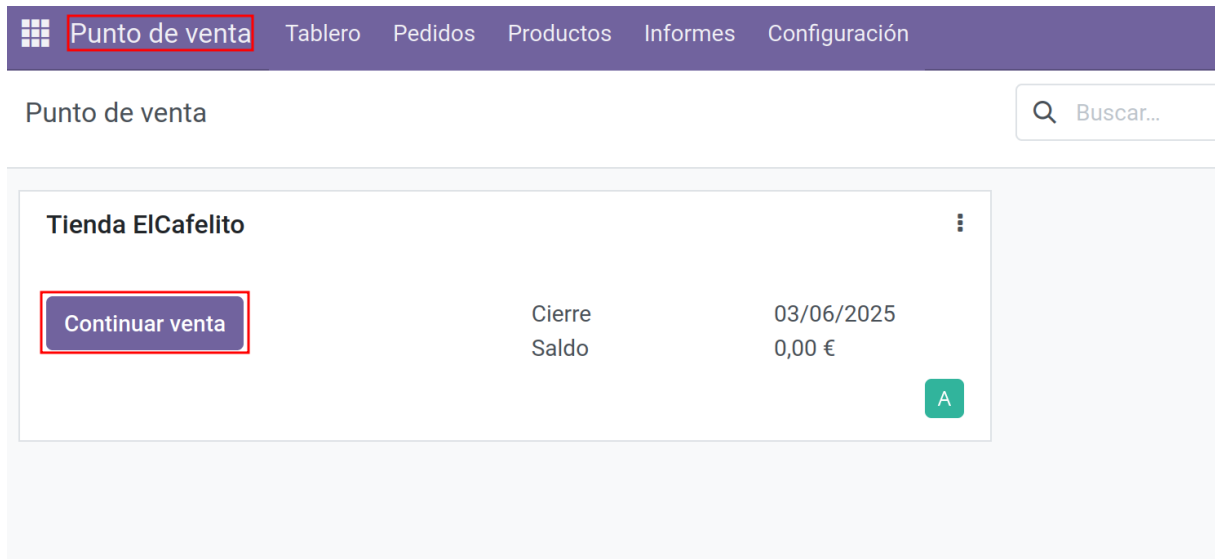 Punto de venta Tablero Pedidos Productos Informes Configuración
Punto de venta
Buscar...
Tienda ElCafelito
Continuar venta
Cierre 03/06/2025
Saldo 0,00 €
A